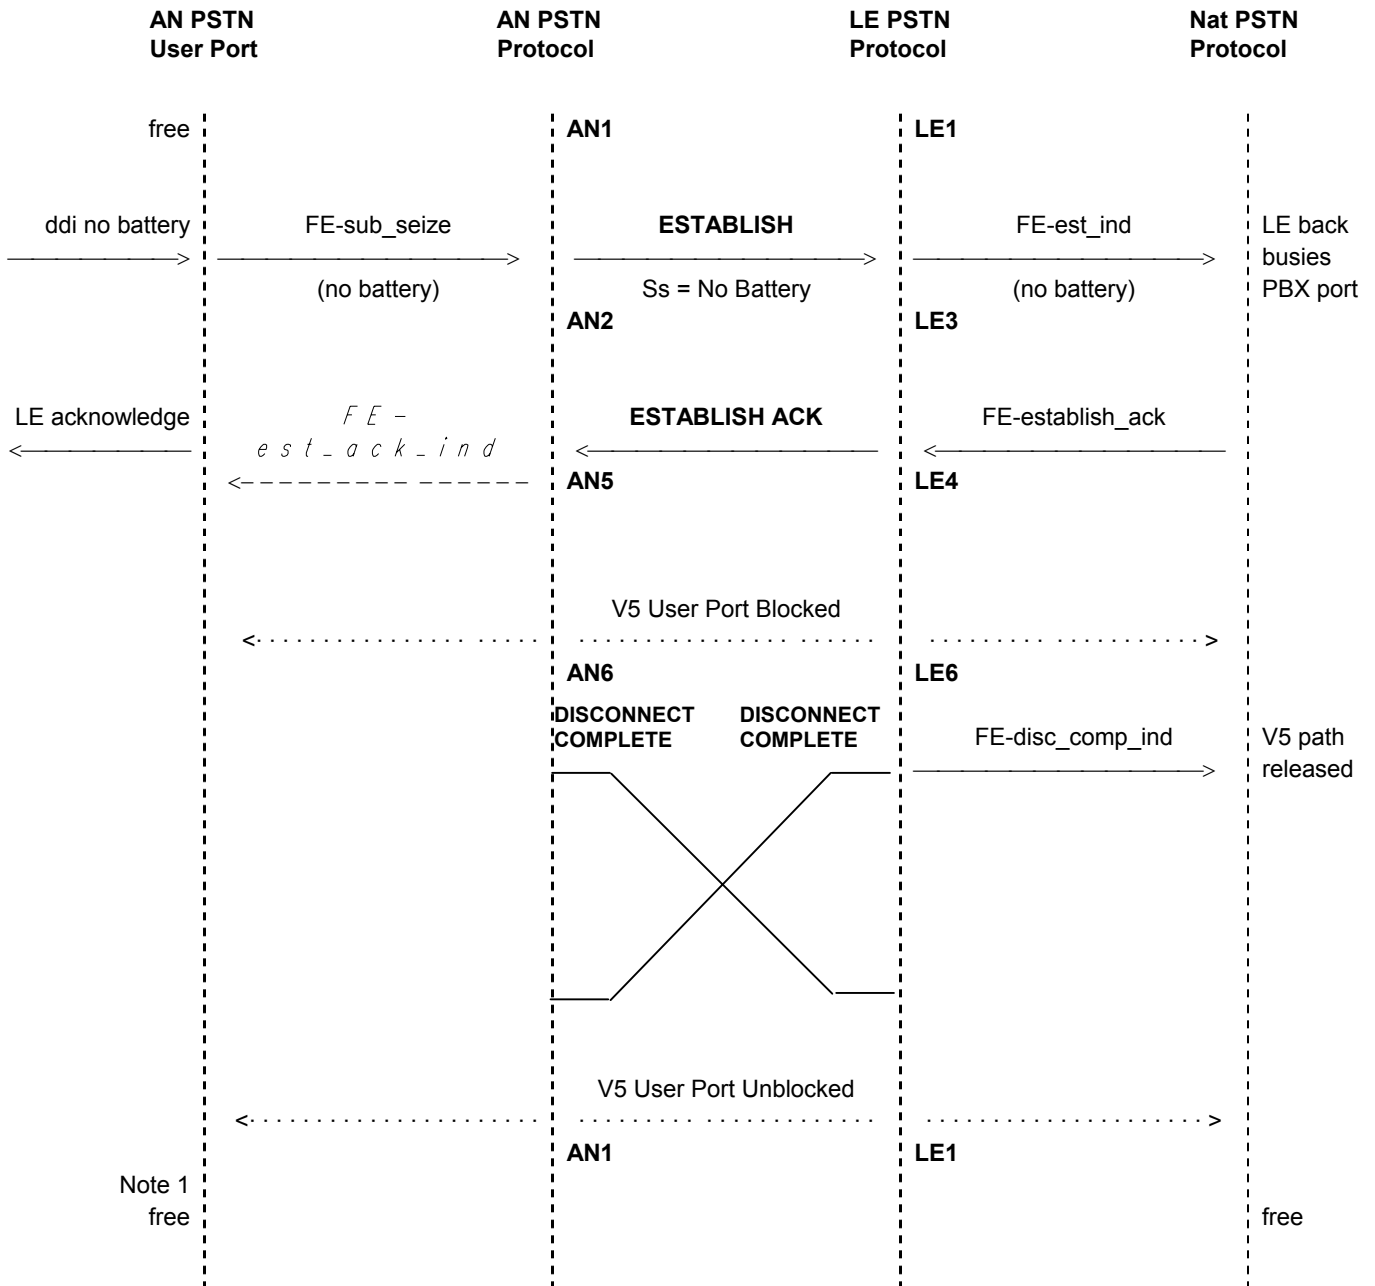 AN PSTN AN PSTN LE PSTN Nat PSTN
User Port Protocol Protocol Protocol
free AN1 LE1
ddi no battery FE-sub_seize ESTABLISH FE-est_ind LE back
busies
(no battery) Ss = No Battery (no battery) PBX port
AN2 LE3
LE acknowledge FE- ESTABLISH ACK FE-establish_ack
est_ack_ind
AN5 LE4
V5 User Port Blocked
AN6 LE6
DISCONNECT DISCONNECT
COMPLETE COMPLETE FE-disc_comp_ind V5 path
released
V5 User Port Unblocked
AN1 LE1
Note 1
free free